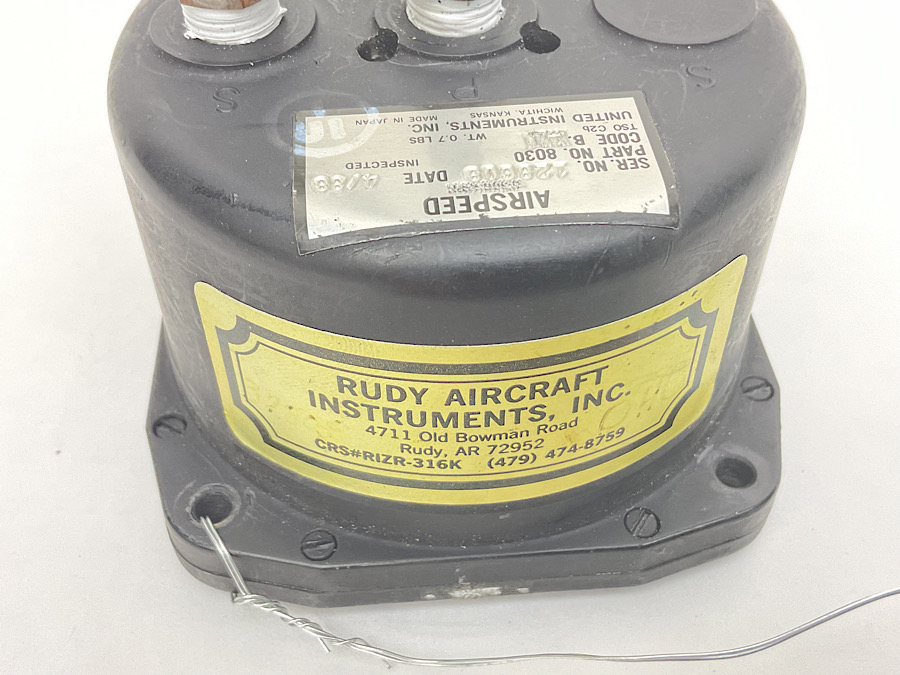 S
P
S
AIRSPEED
SER. NO. DATE 4/88
PART NO. 8030 INSPECTED
CODE B.
TSO C2b WT. 0.7 LBS
UNITED INSTRUMENTS, INC.
WICHITA, KANSAS MADE IN JAPAN
RUDY AIRCRAFT
INSTRUMENTS, INC.
4711 Old Bowman Road
Rudy, AR 72952
CRS#RIZR-316K (479) 474-8759